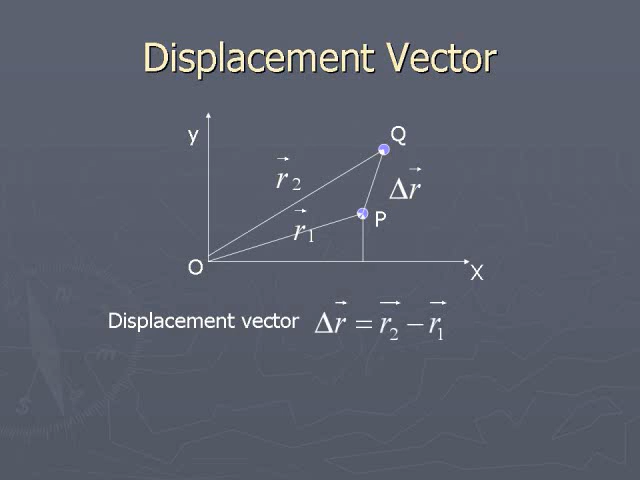 Displacement Vector
y
Q
r⃗ 2
Δr⃗
P
r⃗ 1
O
X
Displacement vector Δr⃗ = r⃗₂ − r⃗₁